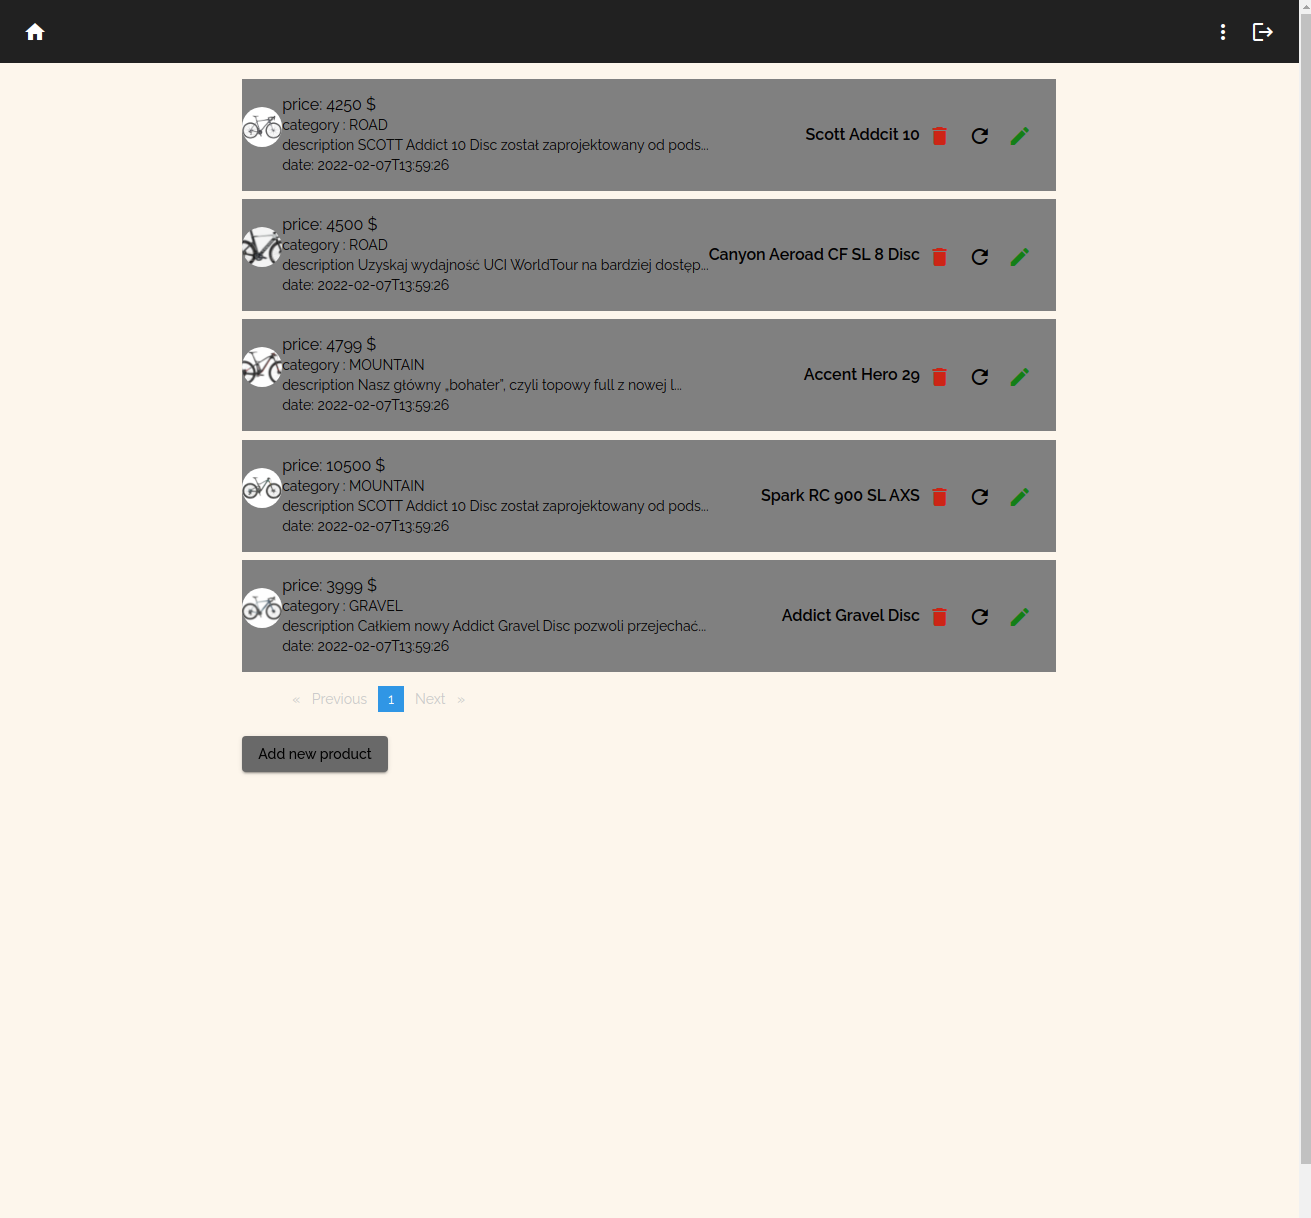 price: 4250 $
category : ROAD
description SCOTT Addict 10 Disc został zaprojektowany od pods...
date: 2022-02-07T13:59:26
Scott Addcit 10
price: 4500 $
category : ROAD
description Uzyskaj wydajność UCI WorldTour na bardziej dostęp...
date: 2022-02-07T13:59:26
Canyon Aeroad CF SL 8 Disc
price: 4799 $
category : MOUNTAIN
description Nasz główny „bohater”, czyli topowy full z nowej l...
date: 2022-02-07T13:59:26
Accent Hero 29
price: 10500 $
category : MOUNTAIN
description SCOTT Addict 10 Disc został zaprojektowany od pods...
date: 2022-02-07T13:59:26
Spark RC 900 SL AXS
price: 3999 $
category : GRAVEL
description Całkiem nowy Addict Gravel Disc pozwoli przejechać...
date: 2022-02-07T13:59:26
Addict Gravel Disc
« Previous 1 Next »
Add new product